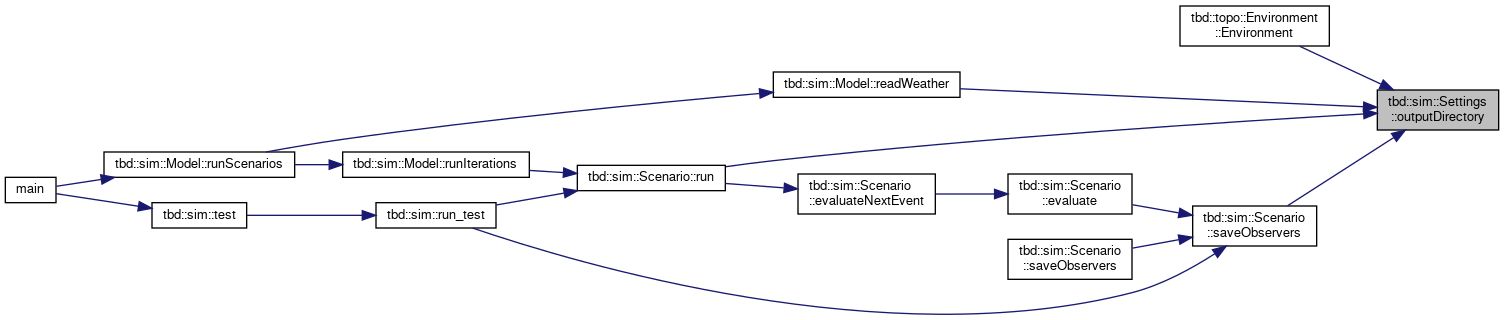 tbd::topo::Environment
::Environment
tbd::sim::Model::readWeather
tbd::sim::Settings
::outputDirectory
tbd::sim::Model::runScenarios
tbd::sim::Model::runIterations
tbd::sim::Scenario::run
main
tbd::sim::Scenario
::evaluateNextEvent
tbd::sim::Scenario
::evaluate
tbd::sim::test
tbd::sim::run_test
tbd::sim::Scenario
::saveObservers
tbd::sim::Scenario
::saveObservers